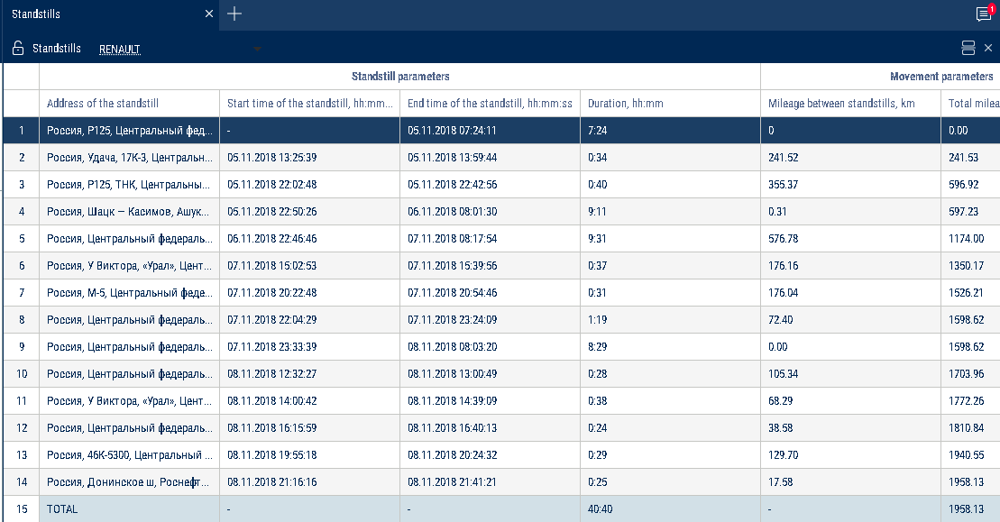 Standstills
1
Standstills RENAULT
Standstill parameters Movement parameters
Address of the standstill Start time of the standstill, hh:mm... End time of the standstill, hh:mm:ss Duration, hh:mm Mileage between standstills, km Total milea
1 Россия, Р125, Центральный фед... - 05.11.2018 07:24:11 7:24 0 0.00
2 Россия, Удача, 17К-3, Центральн... 05.11.2018 13:25:39 05.11.2018 13:59:44 0:34 241.52 241.53
3 Россия, Р125, ТНК, Центральны... 05.11.2018 22:02:48 05.11.2018 22:42:56 0:40 355.37 596.92
4 Россия, Шацк — Касимов, Ашук... 05.11.2018 22:50:26 06.11.2018 08:01:30 9:11 0.31 597.23
5 Россия, Центральный федераль... 06.11.2018 22:46:46 07.11.2018 08:17:54 9:31 576.78 1174.00
6 Россия, У Виктора, «Урал», Цент... 07.11.2018 15:02:53 07.11.2018 15:39:56 0:37 176.16 1350.17
7 Россия, М-5, Центральный феде... 07.11.2018 20:22:48 07.11.2018 20:54:46 0:31 176.04 1526.21
8 Россия, Центральный федераль... 07.11.2018 22:04:29 07.11.2018 23:24:09 1:19 72.40 1598.62
9 Россия, Центральный федераль... 07.11.2018 23:33:39 08.11.2018 08:03:20 8:29 0.00 1598.62
10 Россия, Центральный федераль... 08.11.2018 12:32:27 08.11.2018 13:00:49 0:28 105.34 1703.96
11 Россия, У Виктора, «Урал», Цент... 08.11.2018 14:00:42 08.11.2018 14:39:09 0:38 68.29 1772.26
12 Россия, Центральный федераль... 08.11.2018 16:15:59 08.11.2018 16:40:13 0:24 38.58 1810.84
13 Россия, 46К-5300, Центральный ... 08.11.2018 19:55:18 08.11.2018 20:24:32 0:29 129.70 1940.55
14 Россия, Донинское ш, Роснефт... 08.11.2018 21:16:16 08.11.2018 21:41:21 0:25 17.58 1958.13
15 TOTAL - - 40:40 - 1958.13